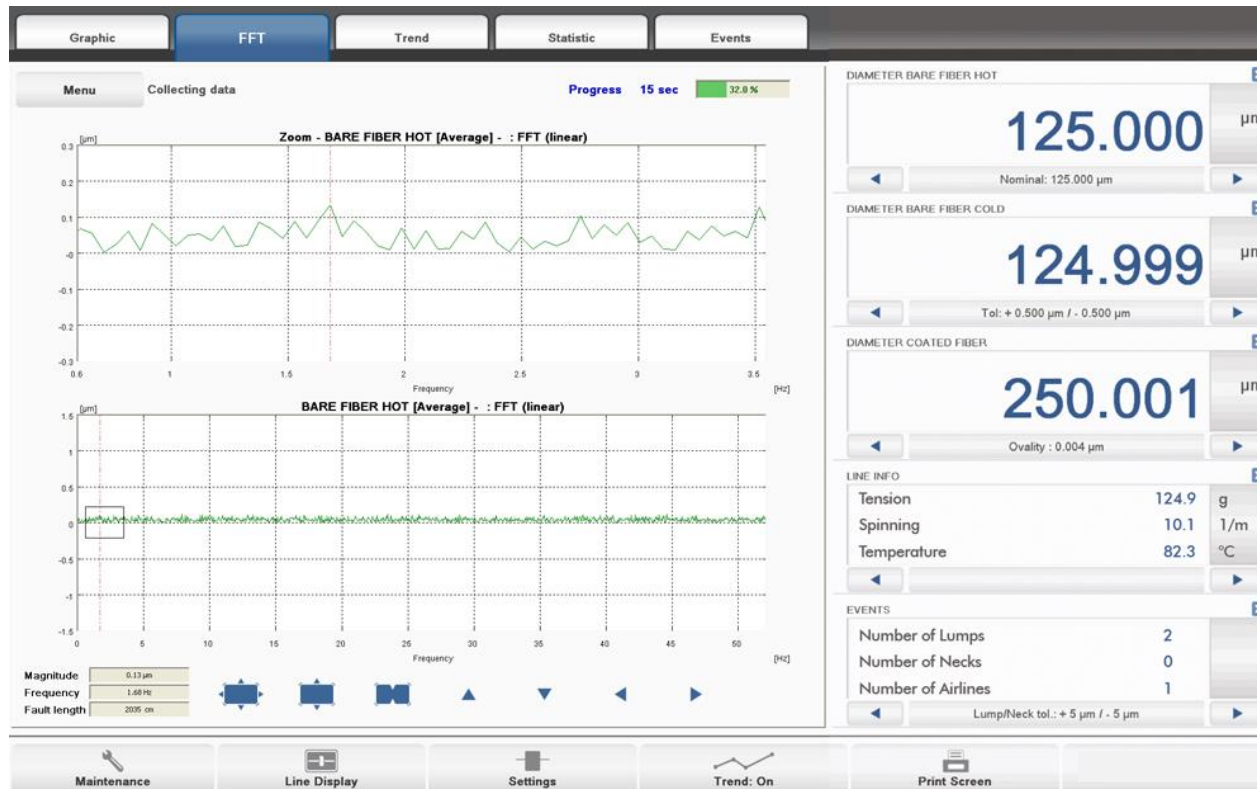 Graphic FFT Trend Statistic Events
Menu Collecting data Progress 15 sec 32.0 %
Zoom - BARE FIBER HOT [Average] - : FFT (linear)
[µm]
0.3
0.2
0.1
-0
-0.1
-0.2
-0.3
0.6 1 1.5 2 2.5 3 3.5
Frequency [Hz]
BARE FIBER HOT [Average] - : FFT (linear)
[µm]
1.5
1
0.5
0
-0.5
-1
-1.5
0 5 10 15 20 25 30 35 40 45 50
Frequency [Hz]
Magnitude 0.13 µm
Frequency 1.68 Hz
Fault length 2035 cm
DIAMETER BARE FIBER HOT
125.000 µm
Nominal: 125.000 µm
DIAMETER BARE FIBER COLD
124.999 µm
Tol: + 0.500 µm / - 0.500 µm
DIAMETER COATED FIBER
250.001 µm
Ovality : 0.004 µm
LINE INFO
Tension 124.9 g
Spinning 10.1 1/m
Temperature 82.3 °C
EVENTS
Number of Lumps 2
Number of Necks 0
Number of Airlines 1
Lump/Neck tol.: + 5 µm / - 5 µm
Maintenance Line Display Settings Trend: On Print Screen